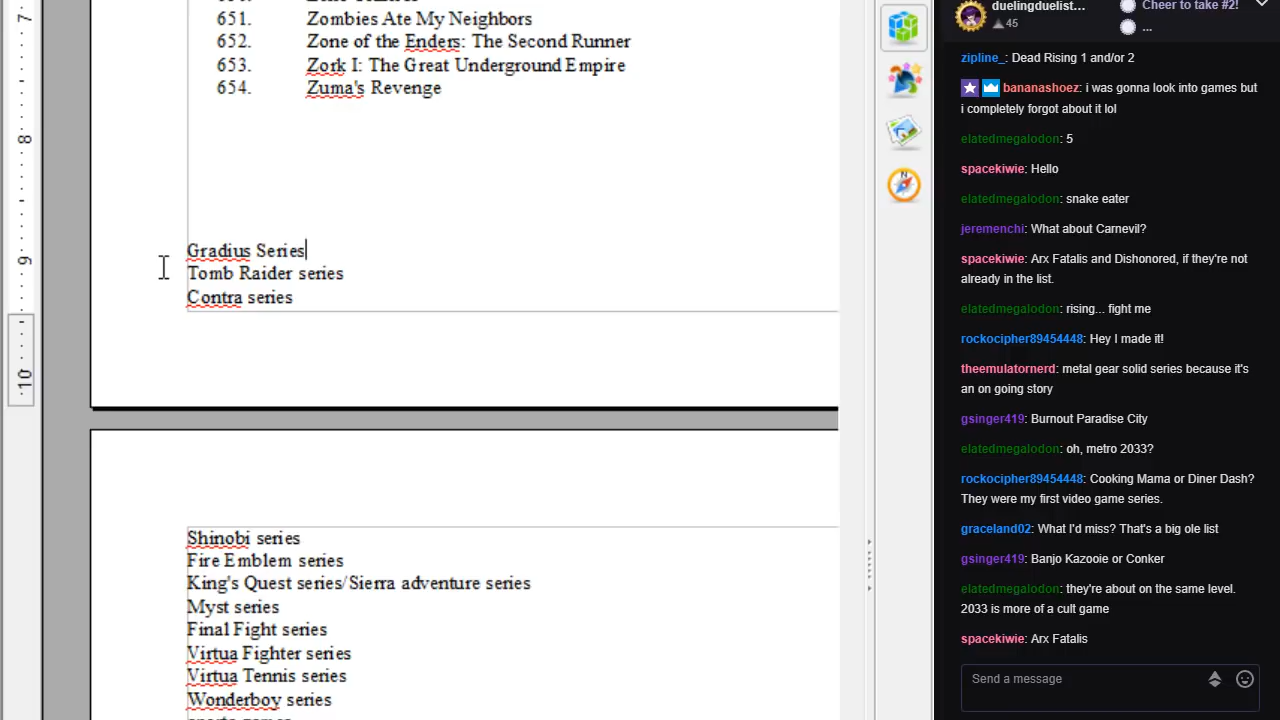 651. Zombies Ate My Neighbors
652. Zone of the Enders: The Second Runner
653. Zork I: The Great Underground Empire
654. Zuma's Revenge
Gradius Series
Tomb Raider series
Contra series
Shinobi series
Fire Emblem series
King's Quest series/Sierra adventure series
Myst series
Final Fight series
Virtua Fighter series
Virtua Tennis series
Wonderboy series
sports games
7
8
9
10
N
duelingduelist...
45
Cheer to take #2!
...
zipline_: Dead Rising 1 and/or 2
bananashoez: i was gonna look into games but
i completely forgot about it lol
elatedmegalodon: 5
spacekiwie: Hello
elatedmegalodon: snake eater
jeremenchi: What about Carnevil?
spacekiwie: Arx Fatalis and Dishonored, if they're not
already in the list.
elatedmegalodon: rising... fight me
rockocipher89454448: Hey I made it!
theemulatornerd: metal gear solid series because it's
an on going story
gsinger419: Burnout Paradise City
elatedmegalodon: oh, metro 2033?
rockocipher89454448: Cooking Mama or Diner Dash?
They were my first video game series.
graceland02: What I'd miss? That's a big ole list
gsinger419: Banjo Kazooie or Conker
elatedmegalodon: they're about on the same level.
2033 is more of a cult game
spacekiwie: Arx Fatalis
Send a message